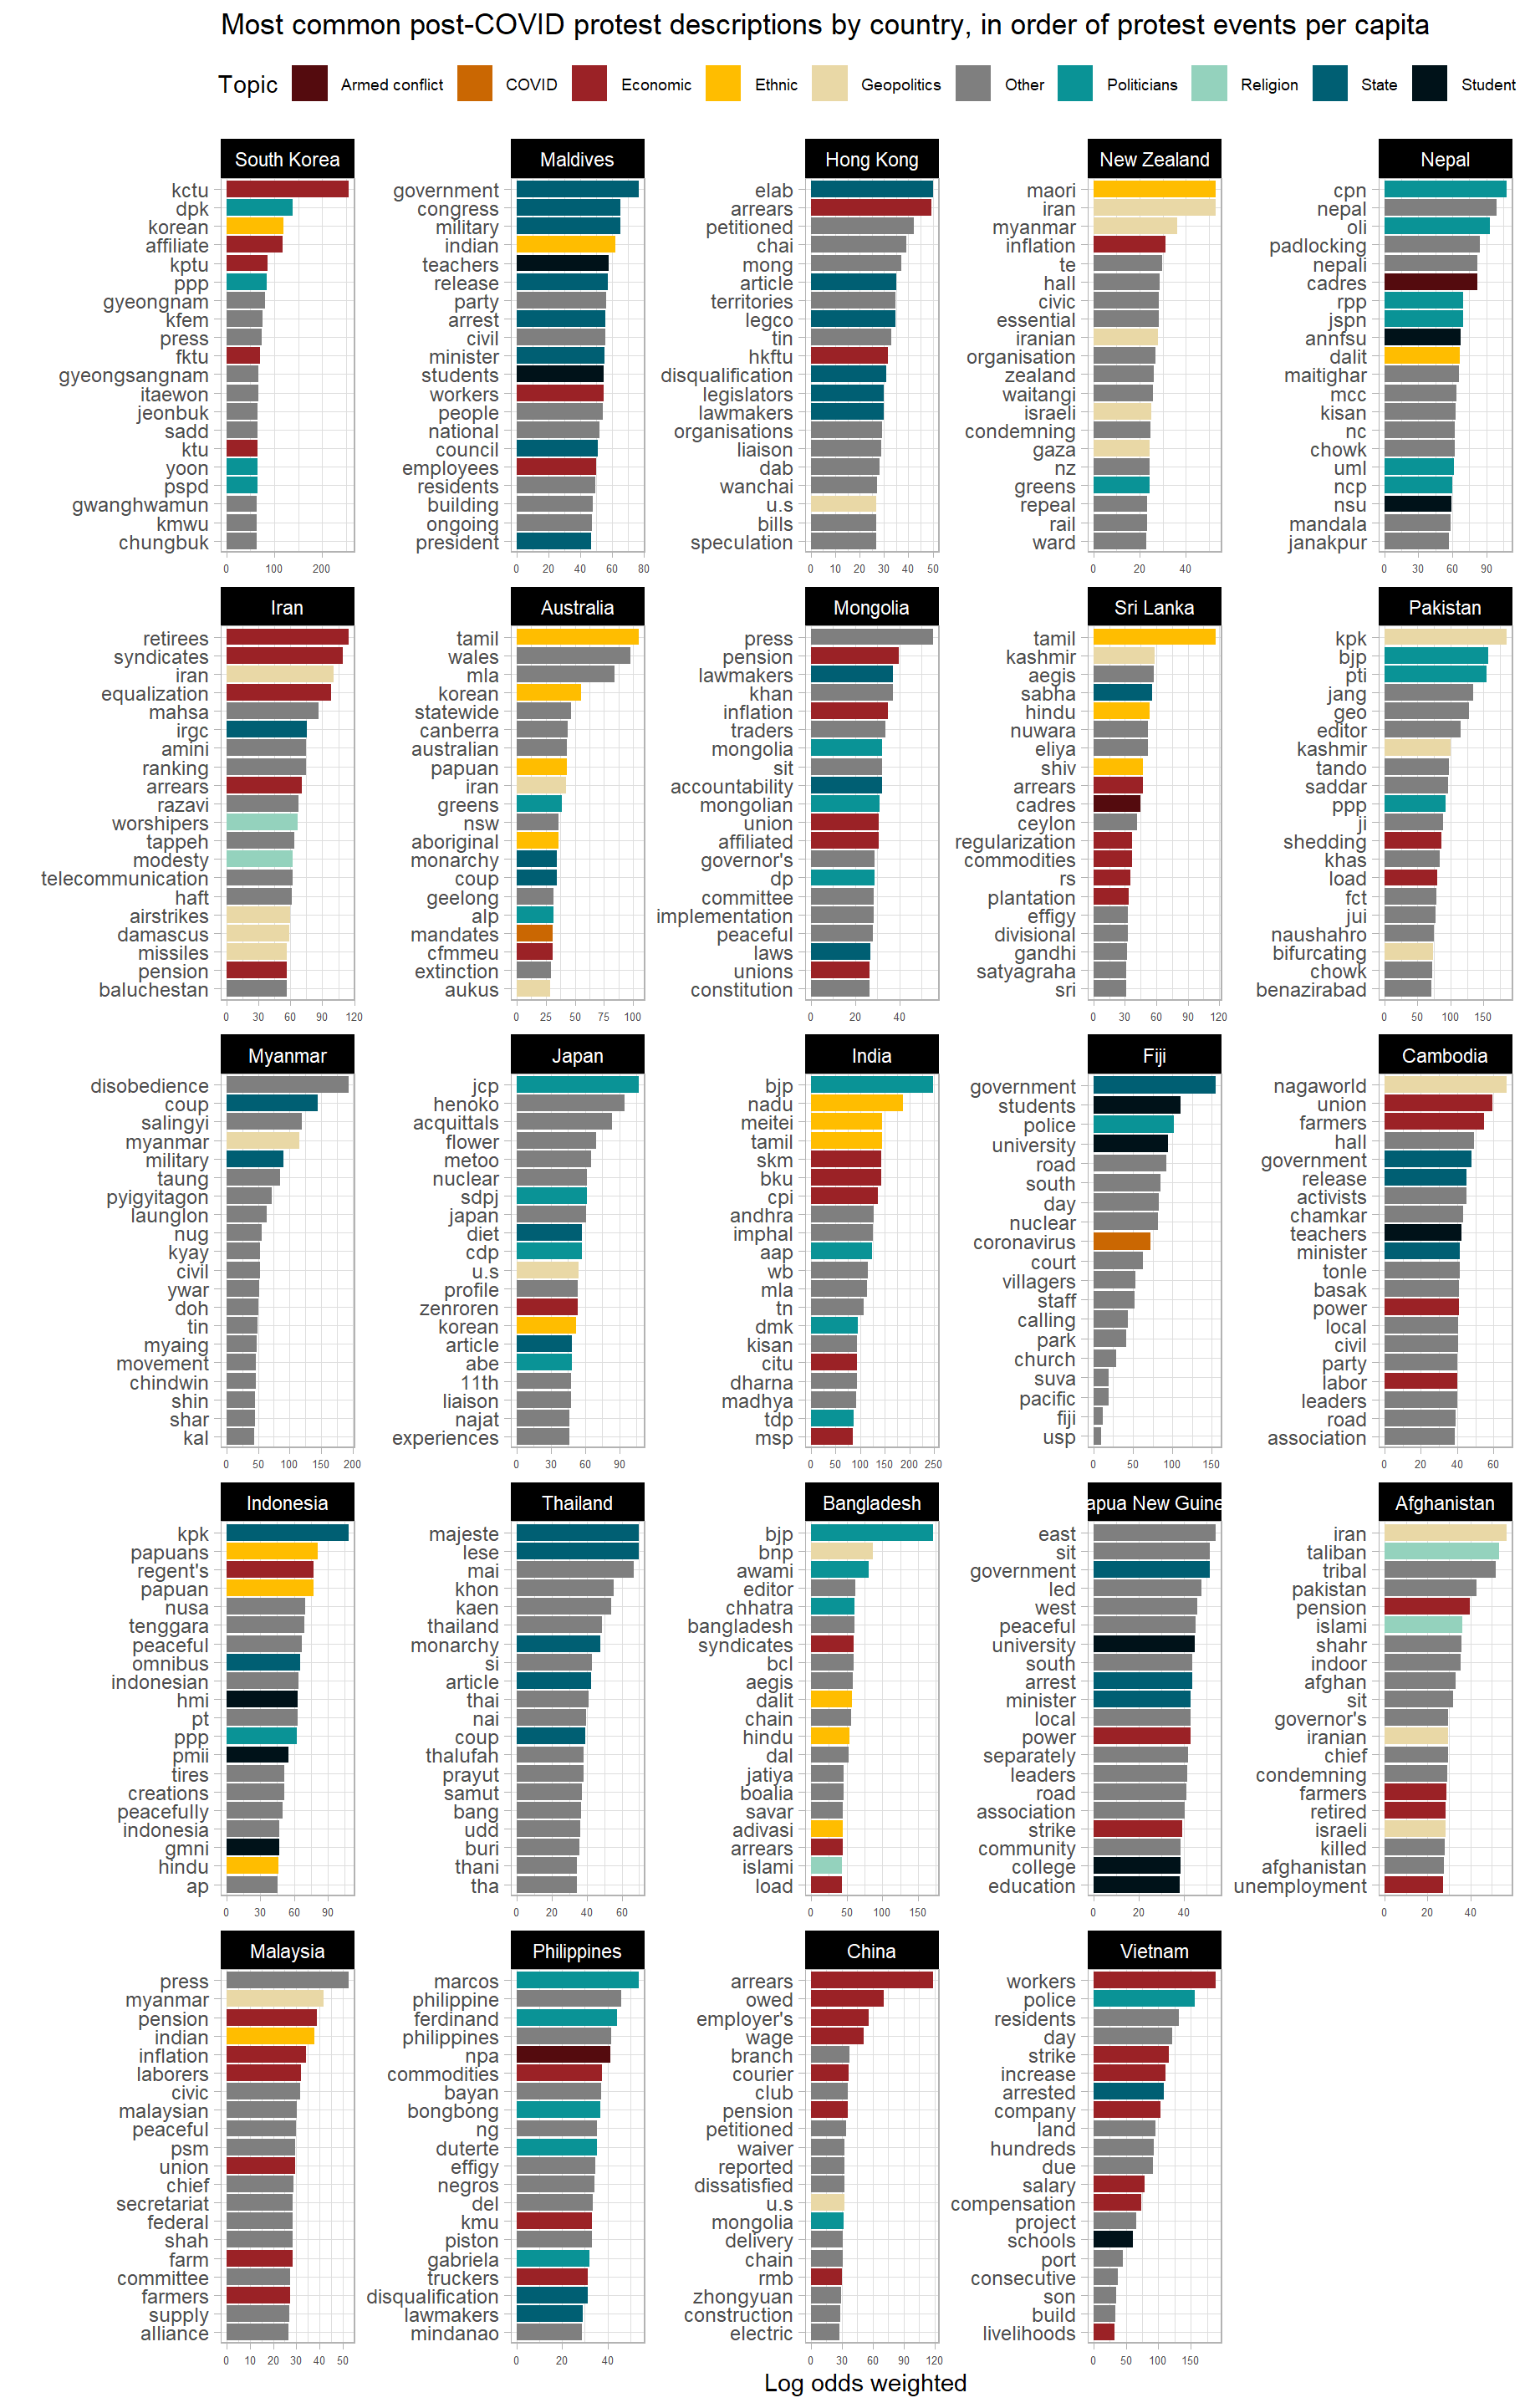 Most common post-COVID protest descriptions by country, in order of protest events per capita
Topic Armed conflict COVID Economic Ethnic Geopolitics Other Politicians Religion State Student
South Korea
kctu
dpk
korean
affiliate
kptu
ppp
gyeongnam
kfem
press
fktu
gyeongsangnam
itaewon
jeonbuk
sadd
ktu
yoon
pspd
gwanghwamun
kmwu
chungbuk
0 100 200
Maldives
government
congress
military
indian
teachers
release
party
arrest
civil
minister
students
workers
people
national
council
employees
residents
building
ongoing
president
0 20 40 60 80
Hong Kong
elab
arrears
petitioned
chai
mong
article
territories
legco
tin
hkftu
disqualification
legislators
lawmakers
organisations
liaison
dab
wanchai
u.s
bills
speculation
0 10 20 30 40 50
New Zealand
maori
iran
myanmar
inflation
te
hall
civic
essential
iranian
organisation
zealand
waitangi
israeli
condemning
gaza
nz
greens
repeal
rail
ward
0 20 40
Nepal
cpn
nepal
oli
padlocking
nepali
cadres
rpp
jspn
annfsu
dalit
maitighar
mcc
kisan
nc
chowk
uml
ncp
nsu
mandala
janakpur
0 30 60 90
Iran
retirees
syndicates
iran
equalization
mahsa
irgc
amini
ranking
arrears
razavi
worshipers
tappeh
modesty
telecommunication
haft
airstrikes
damascus
missiles
pension
baluchestan
0 30 60 90 120
Australia
tamil
wales
mla
korean
statewide
canberra
australian
papuan
iran
greens
nsw
aboriginal
monarchy
coup
geelong
alp
mandates
cfmmeu
extinction
aukus
0 25 50 75 100
Mongolia
press
pension
lawmakers
khan
inflation
traders
mongolia
sit
accountability
mongolian
union
affiliated
governor's
dp
committee
implementation
peaceful
laws
unions
constitution
0 20 40
Sri Lanka
tamil
kashmir
aegis
sabha
hindu
nuwara
eliya
shiv
arrears
cadres
ceylon
regularization
commodities
rs
plantation
effigy
divisional
gandhi
satyagraha
sri
0 30 60 90 120
Pakistan
kpk
bjp
pti
jang
geo
editor
kashmir
tando
saddar
ppp
ji
shedding
khas
load
fct
jui
naushahro
bifurcating
chowk
benazirabad
0 50 100 150
Myanmar
disobedience
coup
salingyi
myanmar
military
taung
pyigyitagon
launglon
nug
kyay
civil
ywar
doh
tin
myaing
movement
chindwin
shin
shar
kal
0 50 100 150 200
Japan
jcp
henoko
acquittals
flower
metoo
nuclear
sdpj
japan
diet
cdp
u.s
profile
zenroren
korean
article
abe
11th
liaison
najat
experiences
0 30 60 90
India
bjp
nadu
meitei
tamil
skm
bku
cpi
andhra
imphal
aap
wb
mla
tn
dmk
kisan
citu
dharna
madhya
tdp
msp
0 50 100 150 200 250
Fiji
government
students
police
university
road
south
day
nuclear
coronavirus
court
villagers
staff
calling
park
church
suva
pacific
fiji
usp
0 50 100 150
Cambodia
nagaworld
union
farmers
hall
government
release
activists
chamkar
teachers
minister
tonle
basak
power
local
civil
party
labor
leaders
road
association
0 20 40 60
Indonesia
kpk
papuans
regent's
papuan
nusa
tenggara
peaceful
omnibus
indonesian
hmi
pt
ppp
pmii
tires
creations
peacefully
indonesia
gmni
hindu
ap
0 30 60 90
Thailand
majeste
lese
mai
khon
kaen
thailand
monarchy
si
article
thai
nai
coup
thalufah
prayut
samut
bang
udd
buri
thani
tha
0 20 40 60
Bangladesh
bjp
bnp
awami
editor
chhatra
bangladesh
syndicates
bcl
aegis
dalit
chain
hindu
dal
jatiya
boalia
savar
adivasi
arrears
islami
load
0 50 100 150
apua New Guine
east
sit
government
led
west
peaceful
university
south
arrest
minister
local
power
separately
leaders
road
association
strike
community
college
education
0 20 40
Afghanistan
iran
taliban
tribal
pakistan
pension
islami
shahr
indoor
afghan
sit
governor's
iranian
chief
condemning
farmers
retired
israeli
killed
afghanistan
unemployment
0 20 40
Malaysia
press
myanmar
pension
indian
inflation
laborers
civic
malaysian
peaceful
psm
union
chief
secretariat
federal
shah
farm
committee
farmers
supply
alliance
0 10 20 30 40 50
Philippines
marcos
philippine
ferdinand
philippines
npa
commodities
bayan
bongbong
ng
duterte
effigy
negros
del
kmu
piston
gabriela
truckers
disqualification
lawmakers
mindanao
0 20 40
China
arrears
owed
employer's
wage
branch
courier
club
pension
petitioned
waiver
reported
dissatisfied
u.s
mongolia
delivery
chain
rmb
zhongyuan
construction
electric
0 30 60 90 120
Vietnam
workers
police
residents
day
strike
increase
arrested
company
land
hundreds
due
salary
compensation
project
schools
port
consecutive
son
build
livelihoods
0 50 100 150
Log odds weighted